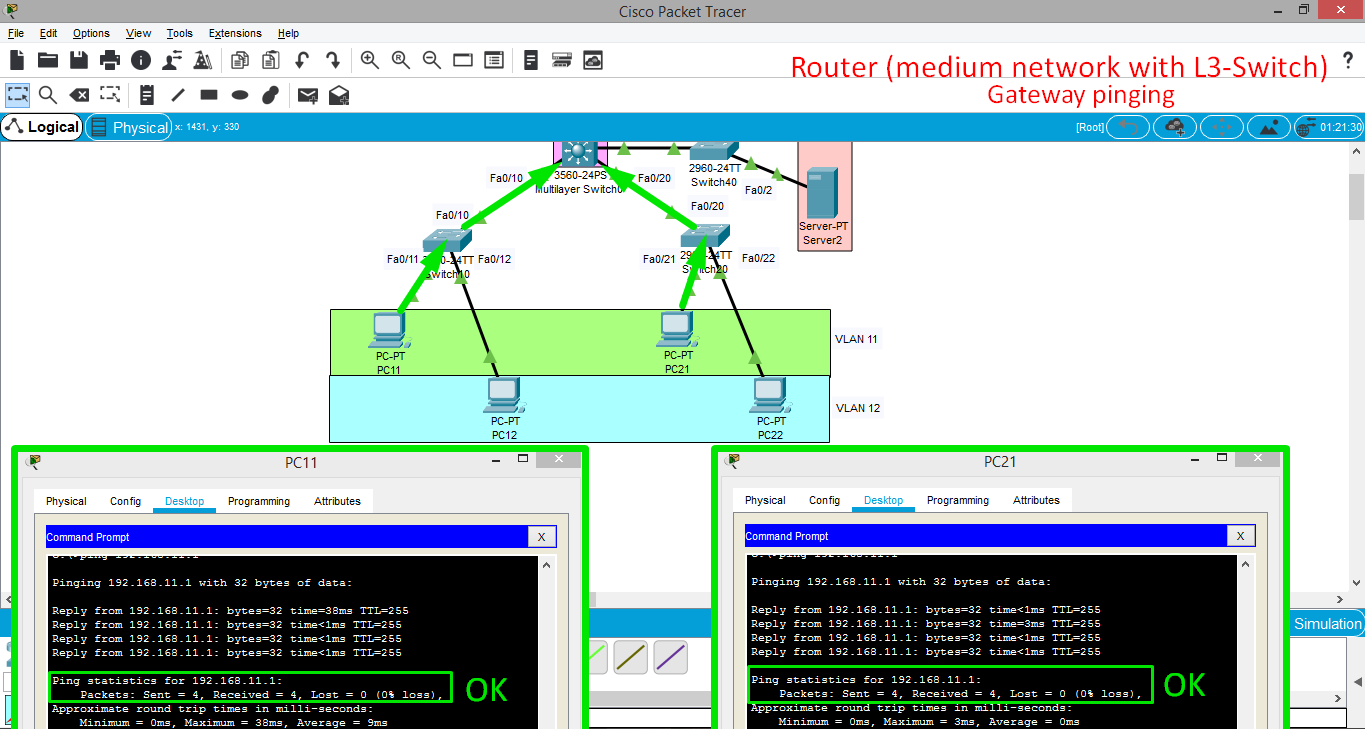 Cisco Packet Tracer
File Edit Options View Tools Extensions Help
Router (medium network with L3-Switch)
Gateway pinging
?
Logical
Physical
x: 1431, y: 330
[Root]
01:21:30
3560-24PS
Multilayer Switch0
Fa0/10
Fa0/20
2960-24TT
Switch40
Fa0/2
Server-PT
Server2
Fa0/10
Fa0/20
Fa0/11
2960-24TT
Switch10
Fa0/12
Fa0/21
2960-24TT
Switch20
Fa0/22
PC-PT
PC11
PC-PT
PC21
VLAN 11
PC-PT
PC12
PC-PT
PC22
VLAN 12
PC11
Physical Config Desktop Programming Attributes
Command Prompt
X
C:\>ping 192.168.11.1
Pinging 192.168.11.1 with 32 bytes of data:
Reply from 192.168.11.1: bytes=32 time=38ms TTL=255
Reply from 192.168.11.1: bytes=32 time<1ms TTL=255
Reply from 192.168.11.1: bytes=32 time<1ms TTL=255
Reply from 192.168.11.1: bytes=32 time<1ms TTL=255
Ping statistics for 192.168.11.1:
Packets: Sent = 4, Received = 4, Lost = 0 (0% loss),
OK
Approximate round trip times in milli-seconds:
Minimum = 0ms, Maximum = 38ms, Average = 9ms
PC21
Physical Config Desktop Programming Attributes
Command Prompt
X
C:\>ping 192.168.11.1
Pinging 192.168.11.1 with 32 bytes of data:
Reply from 192.168.11.1: bytes=32 time<1ms TTL=255
Reply from 192.168.11.1: bytes=32 time=3ms TTL=255
Reply from 192.168.11.1: bytes=32 time<1ms TTL=255
Reply from 192.168.11.1: bytes=32 time<1ms TTL=255
Ping statistics for 192.168.11.1:
Packets: Sent = 4, Received = 4, Lost = 0 (0% loss),
OK
Approximate round trip times in milli-seconds:
Minimum = 0ms, Maximum = 3ms, Average = 0ms
Simulation